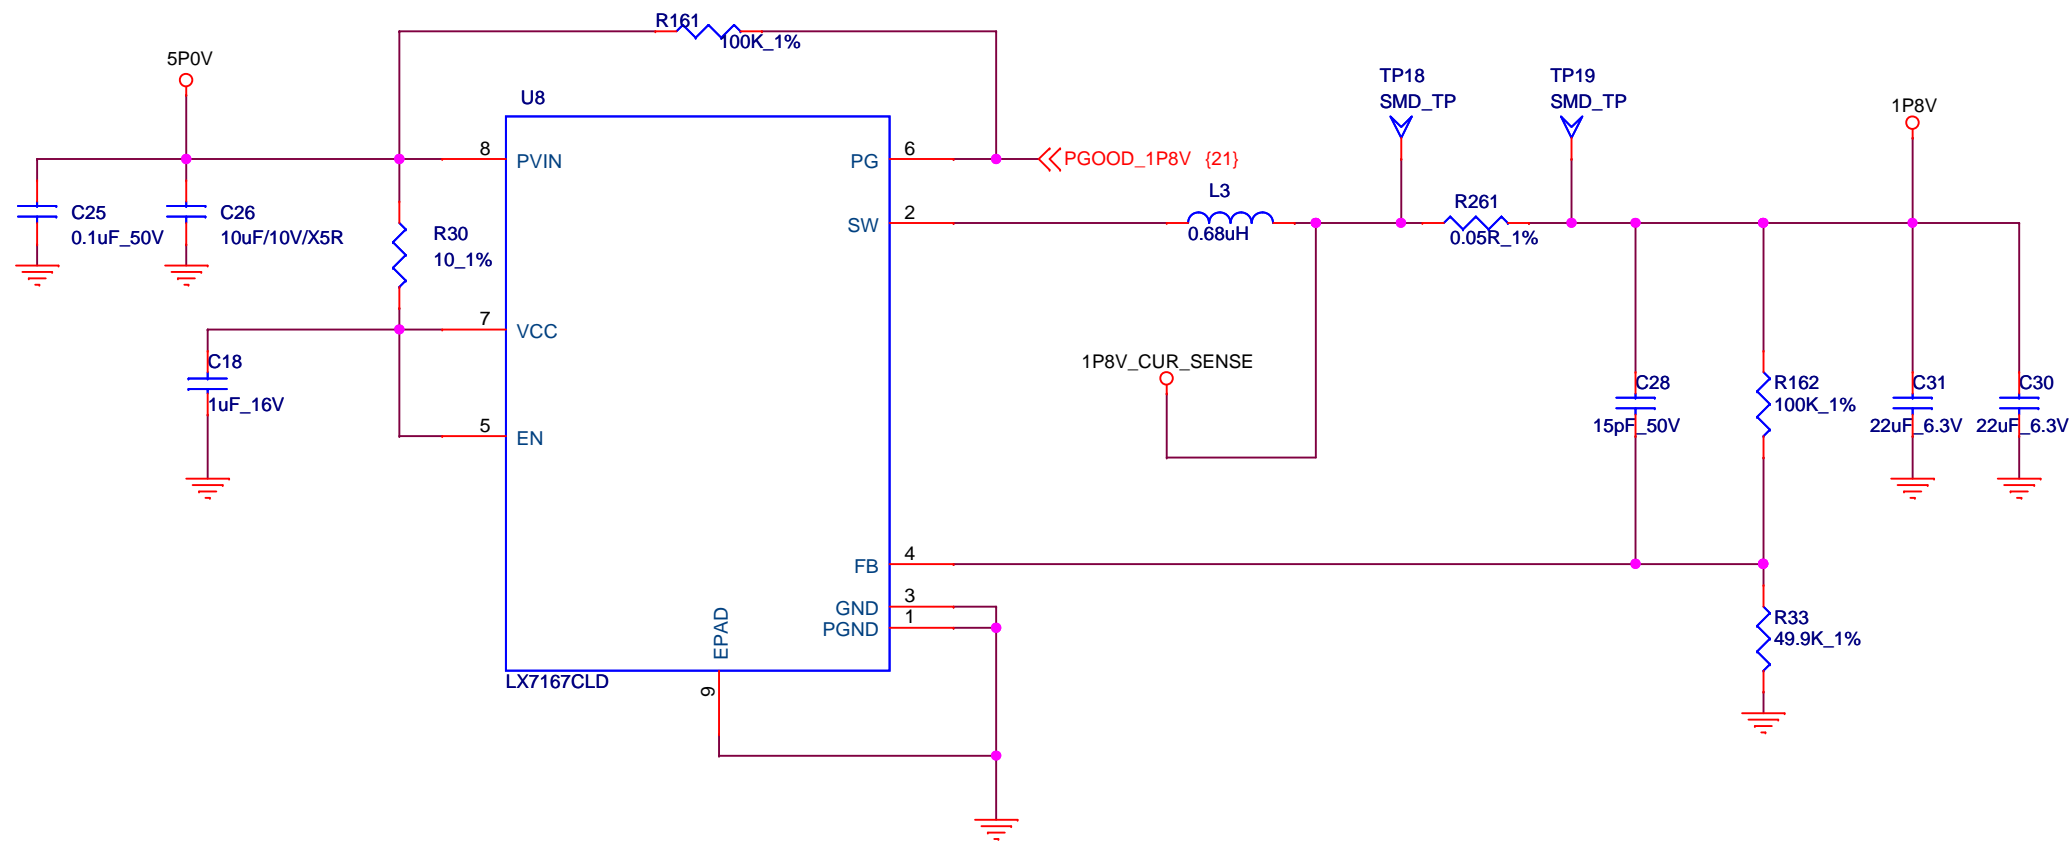 R161
100K_1%
5P0V
U8
TP18
SMD_TP
TP19
SMD_TP
1P8V
8
PVIN
6
PG
PGOOD_1P8V {21}
C25
0.1uF_50V
C26
10uF/10V/X5R
R30
10_1%
2
SW
L3
0.68uH
R261
0.05R_1%
7
VCC
C18
1uF_16V
1P8V_CUR_SENSE
5
EN
C28
15pF_50V
R162
100K_1%
C31
22uF_6.3V
C30
22uF_6.3V
4
FB
3
GND
1
PGND
EPAD
9
LX7167CLD
R33
49.9K_1%